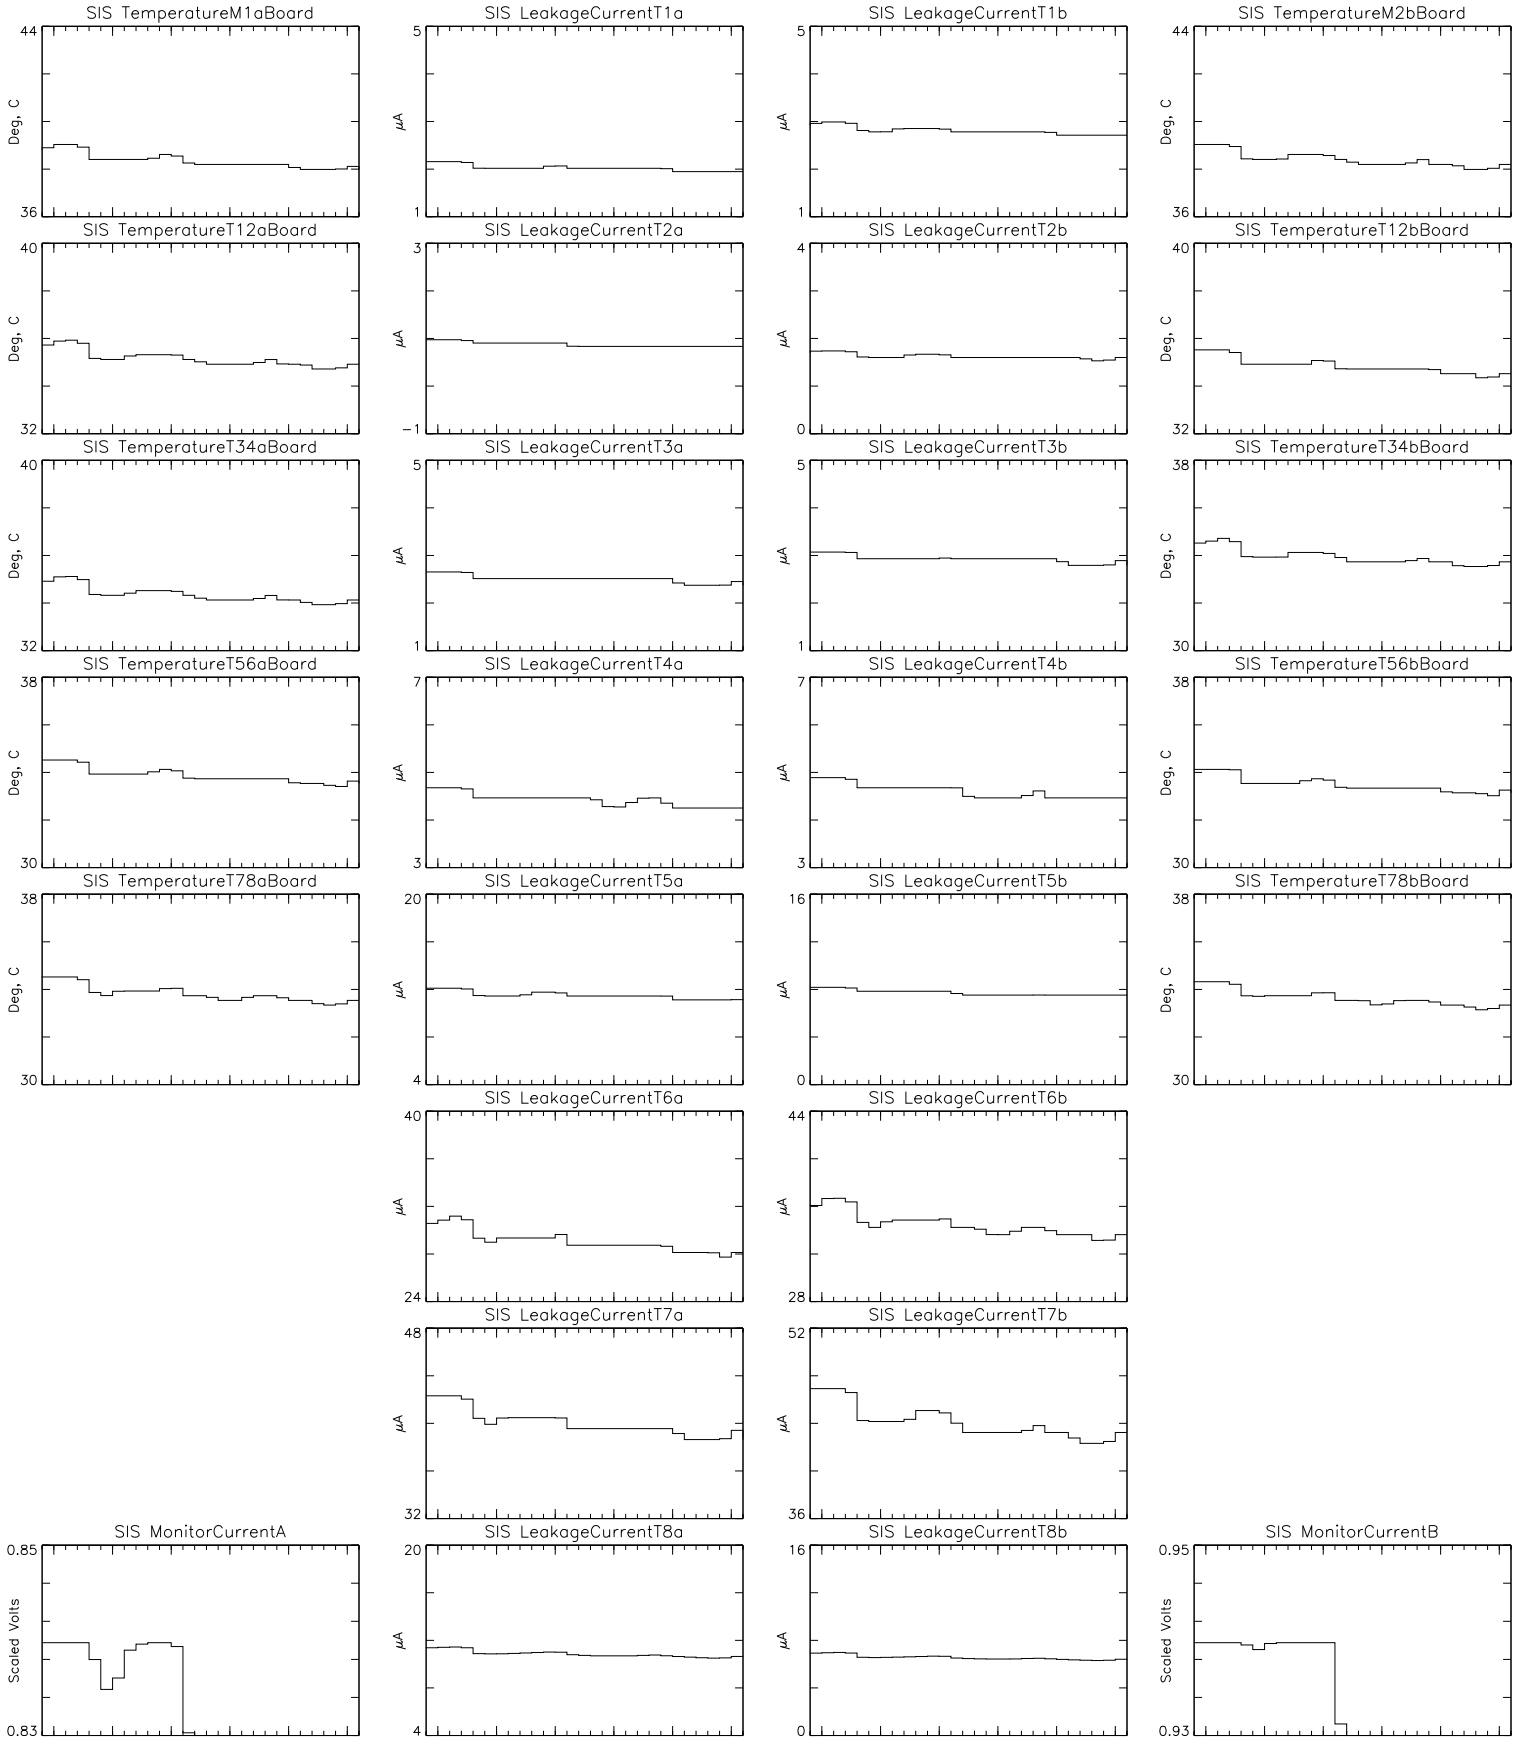 SIS TemperatureM1aBoard
44
Deg, C
36
SIS LeakageCurrentT1a
5
μA
1
SIS LeakageCurrentT1b
5
μA
1
SIS TemperatureM2bBoard
44
Deg, C
36
SIS TemperatureT12aBoard
40
Deg, C
32
SIS LeakageCurrentT2a
3
μA
-1
SIS LeakageCurrentT2b
4
μA
0
SIS TemperatureT12bBoard
40
Deg, C
32
SIS TemperatureT34aBoard
40
Deg, C
32
SIS LeakageCurrentT3a
5
μA
1
SIS LeakageCurrentT3b
5
μA
1
SIS TemperatureT34bBoard
38
Deg, C
30
SIS TemperatureT56aBoard
38
Deg, C
30
SIS LeakageCurrentT4a
7
μA
3
SIS LeakageCurrentT4b
7
μA
3
SIS TemperatureT56bBoard
38
Deg, C
30
SIS TemperatureT78aBoard
38
Deg, C
30
SIS LeakageCurrentT5a
20
μA
4
SIS LeakageCurrentT5b
16
μA
0
SIS TemperatureT78bBoard
38
Deg, C
30
SIS LeakageCurrentT6a
40
μA
24
SIS LeakageCurrentT6b
44
μA
28
SIS LeakageCurrentT7a
48
μA
32
SIS LeakageCurrentT7b
52
μA
36
SIS MonitorCurrentA
0.85
Scaled Volts
0.83
SIS LeakageCurrentT8a
20
μA
4
SIS LeakageCurrentT8b
16
μA
0
SIS MonitorCurrentB
0.95
Scaled Volts
0.93